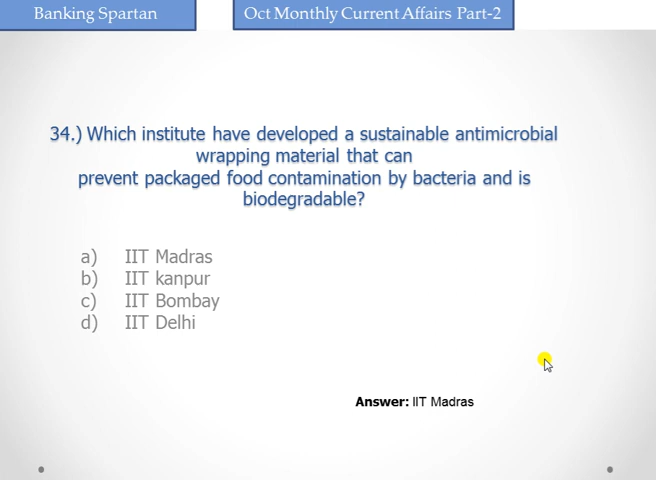 Banking Spartan
Oct Monthly Current Affairs Part-2
34.) Which institute have developed a sustainable antimicrobial
wrapping material that can
prevent packaged food contamination by bacteria and is
biodegradable?
a) IIT Madras
b) IIT kanpur
c) IIT Bombay
d) IIT Delhi
Answer: IIT Madras